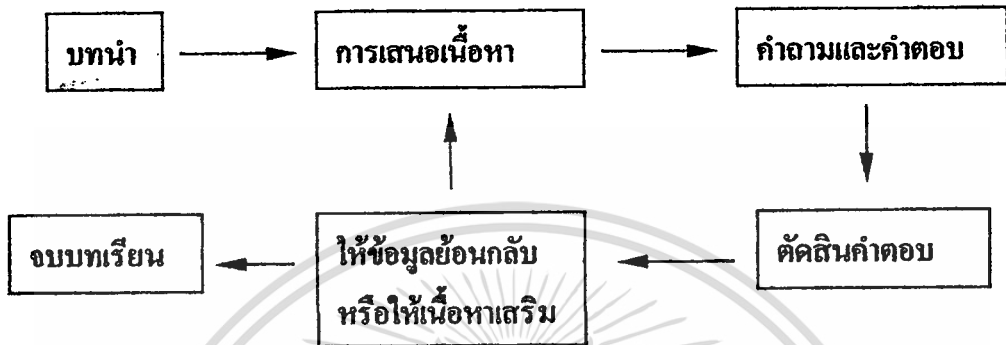 บทนำ
การเสนอเนื้อหา
คำถามและคำตอบ
ตัดสินคำตอบ
ให้ข้อมูลย้อนกลับ
หรือให้เนื้อหาเสริม
จบบทเรียน